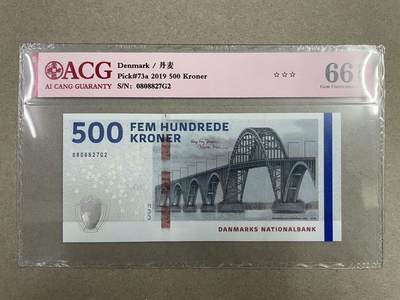 ACG
AI CANG GUARANTY
Denmark / 丹麦
Pick#73a 2019 500 Kroner
S/N: 0808827G2
☆☆☆
66
500 FEM HUNDREDE
KRONER
0808827G2
DANMARKS NATIONALBANK